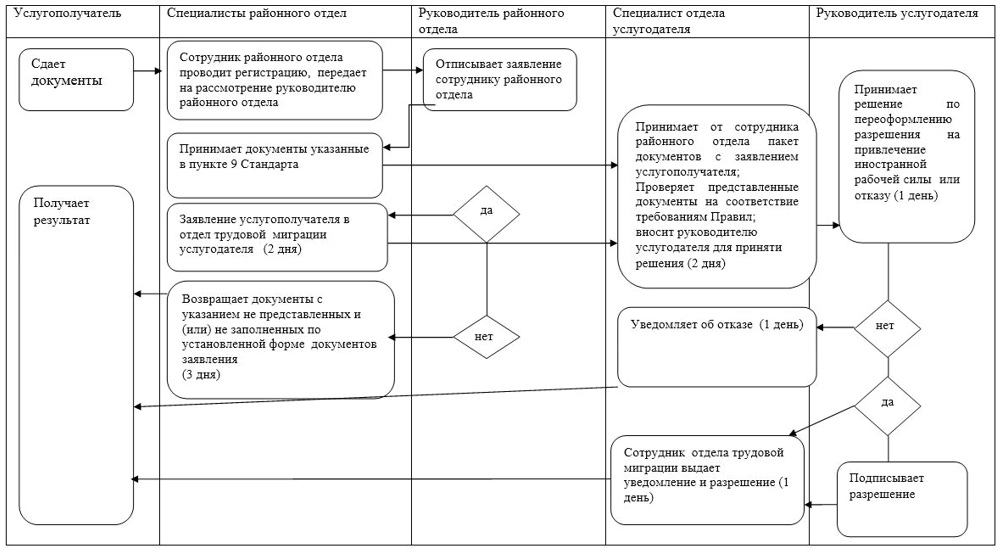 Услугополучатель
Специалисты районного отдел
Руководитель районного
отдела
Специалист отдела
услугодателя
Руководитель услугодателя
Сдает
документы
Сотрудник районного отдела
проводит регистрацию, передает
на рассмотрение руководителю
районного отдела
Отписывает заявление
сотруднику районного
отдела
Принимает документы указанные
в пункте 9 Стандарта
Принимает от сотрудника
районного отдела пакет
документов с заявлением
услугополучателя;
Проверяет представленные
документы на соответствие
требованиям Правил;
вносит руководителю
услугодателя для приняти
решения (2 дня)
Принимает
решение по
переоформлению
разрешения на
привлечение
иностранной
рабочей силы или
отказу (1 день)
Получает
результат
Заявление услугополучателя в
отдел трудовой миграции
услугодателя (2 дня)
да
Возвращает документы с
указанием не представленных и
(или) не заполненных по
установленной форме документов
заявления
(3 дня)
нет
Уведомляет об отказе (1 день)
нет
да
Сотрудник отдела трудовой
миграции выдает
уведомление и разрешение (1
день)
Подписывает
разрешение